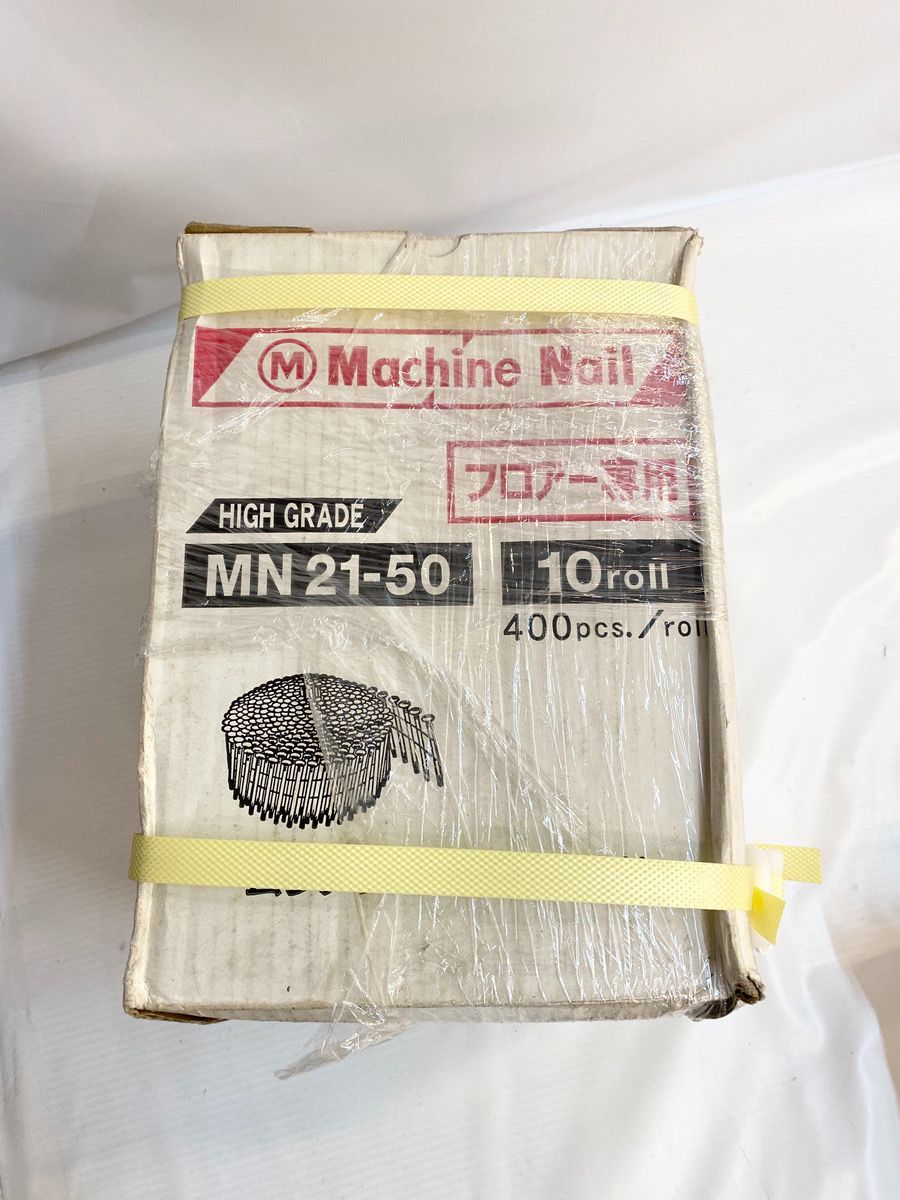 M Machine Nail
フロアー専用
HIGH GRADE
MN 21-50
10 roll
400pcs./roll